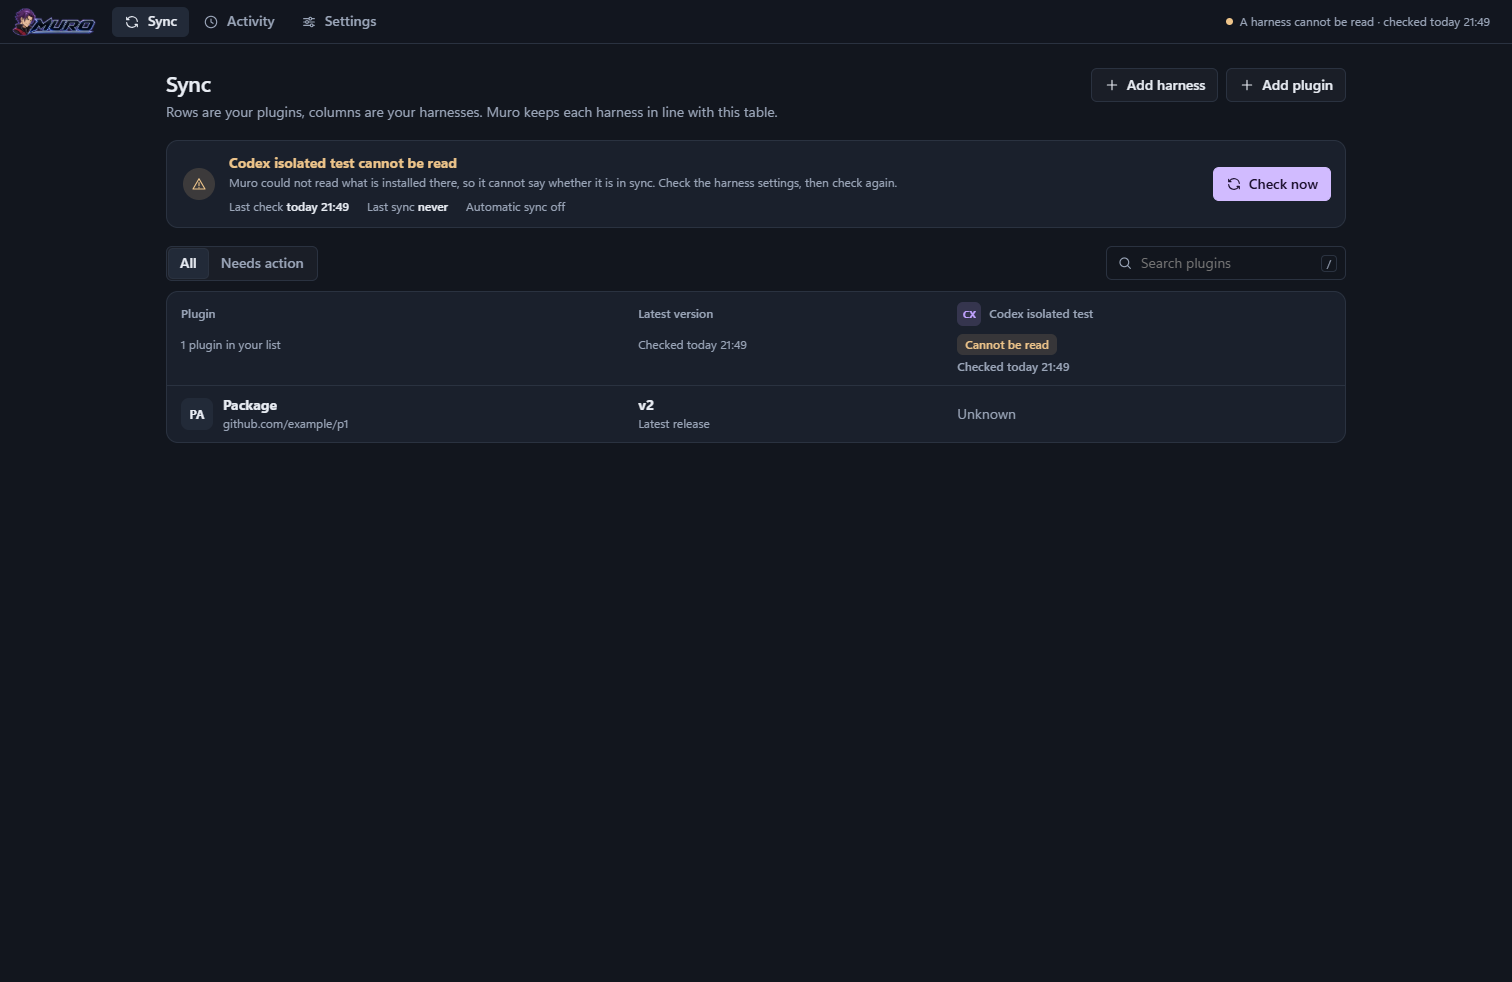 MURO
Sync
Activity
Settings
A harness cannot be read · checked today 21:49
Sync
Rows are your plugins, columns are your harnesses. Muro keeps each harness in line with this table.
+ Add harness
+ Add plugin
Codex isolated test cannot be read
Muro could not read what is installed there, so it cannot say whether it is in sync. Check the harness settings, then check again.
Last check today 21:49 Last sync never Automatic sync off
Check now
All
Needs action
Search plugins
/
Plugin
Latest version
CX Codex isolated test
1 plugin in your list
Checked today 21:49
Cannot be read
Checked today 21:49
PA
Package
github.com/example/p1
v2
Latest release
Unknown